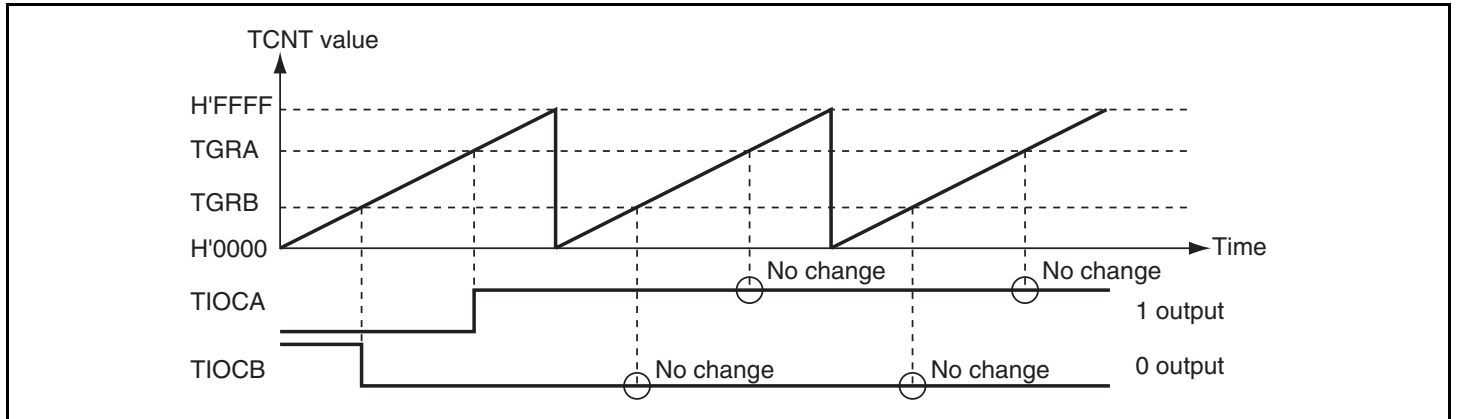 TCNT value
H'FFFF
TGRA
TGRB
H'0000
Time
No change
No change
TIOCA
1 output
No change
No change
TIOCB
0 output